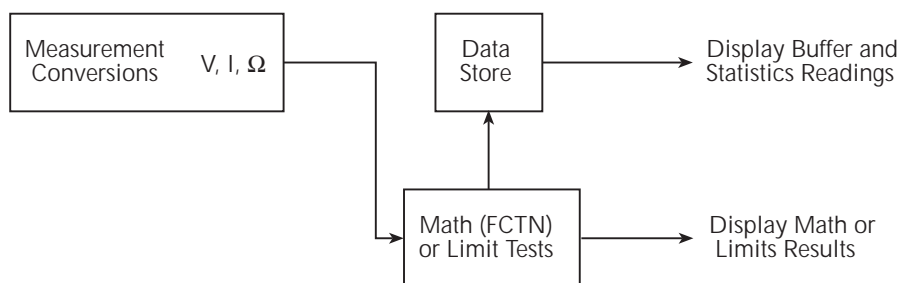 Measurement
Conversions V, I, Ω
Data
Store
Display Buffer and
Statistics Readings
Math (FCTN)
or Limit Tests
Display Math or
Limits Results